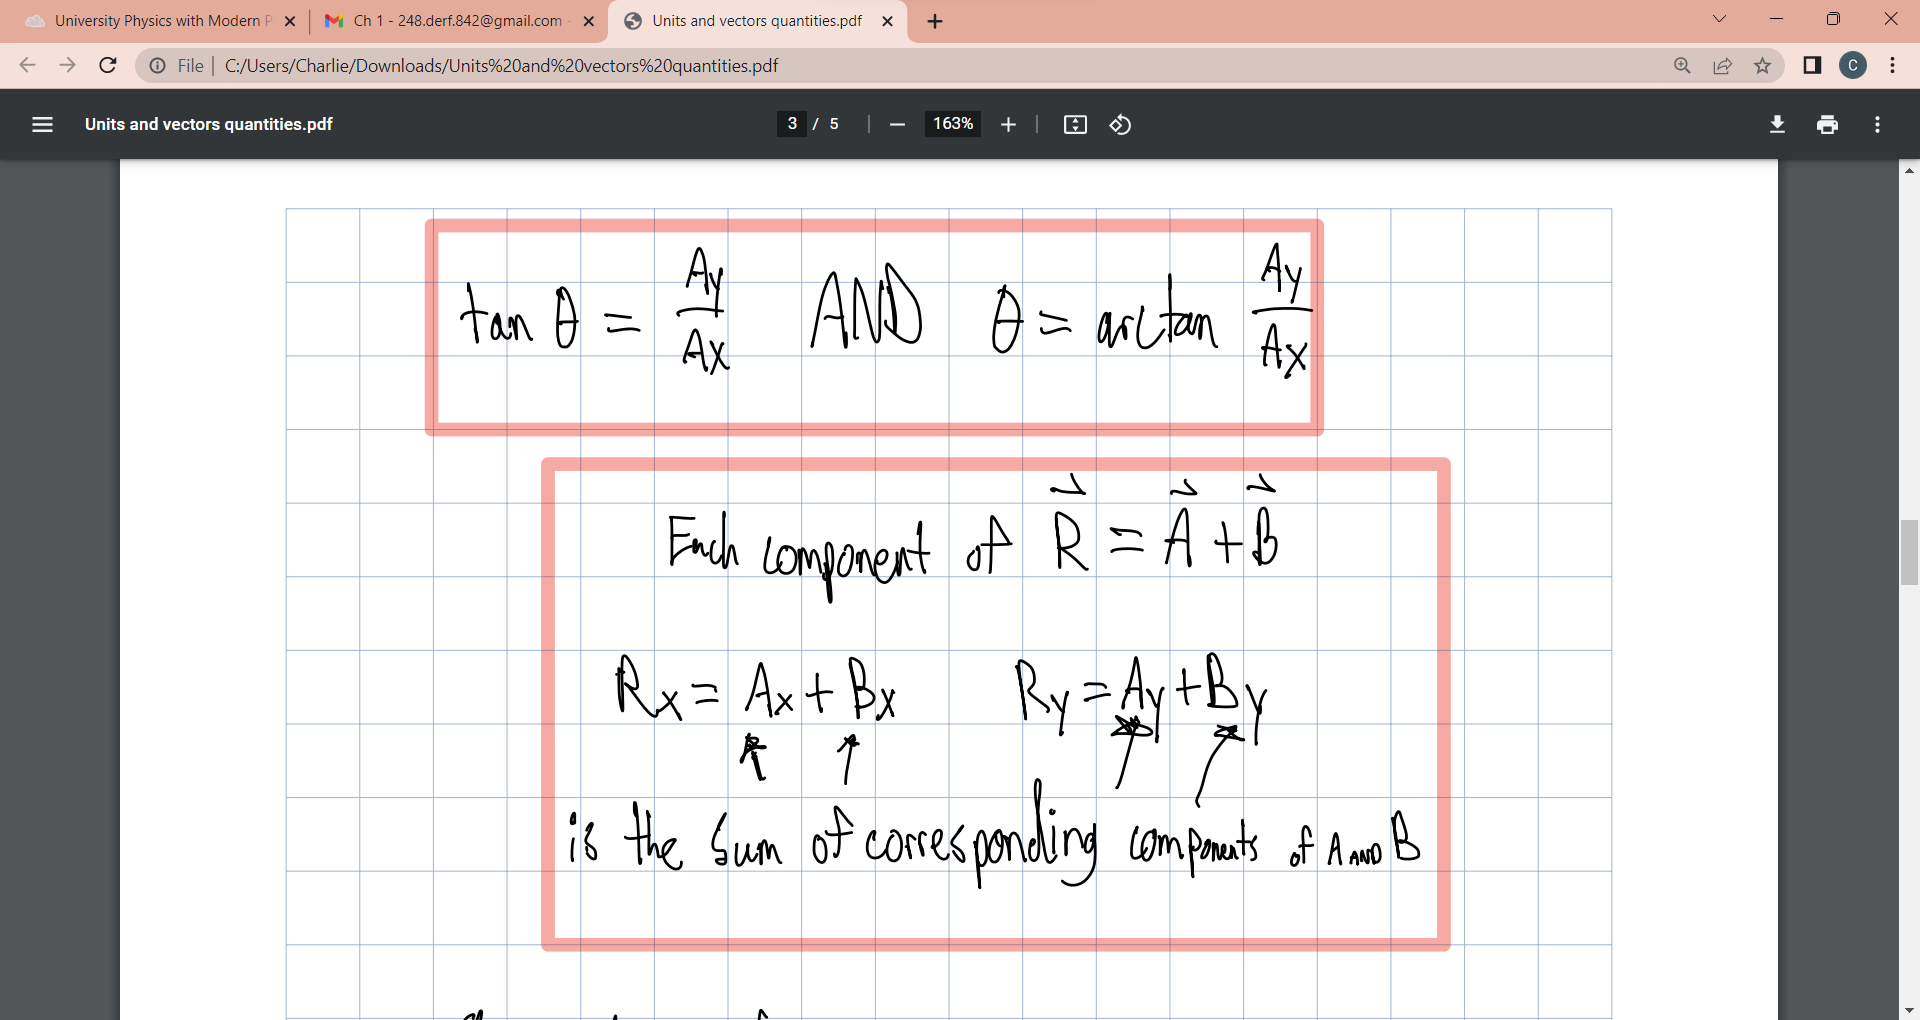 University Physics with Modern P
Ch 1 - 248.derf.842@gmail.com -
Units and vectors quantities.pdf
File | C:/Users/Charlie/Downloads/Units%20and%20vectors%20quantities.pdf
C
Units and vectors quantities.pdf
3 / 5
163%
tan θ = Ay/Ax AND θ = arctan Ay/Ax
Each component of R⃗ = A⃗ + B⃗
Rx = Ax + Bx Ry = Ay + By
is the sum of corresponding components of A AND B